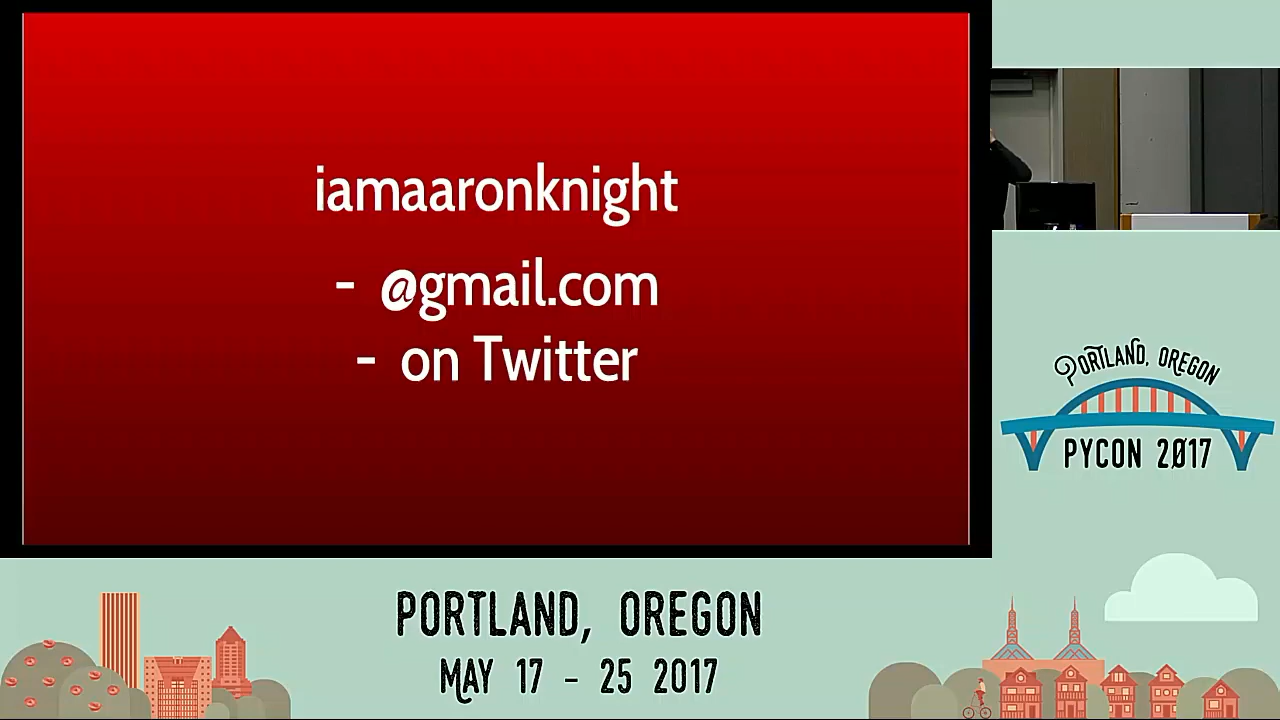 iamaaronknight
- @gmail.com
- on Twitter
PORTLAND, OREGON
PYCON 2017
PORTLAND, OREGON
MAY 17 - 25 2017